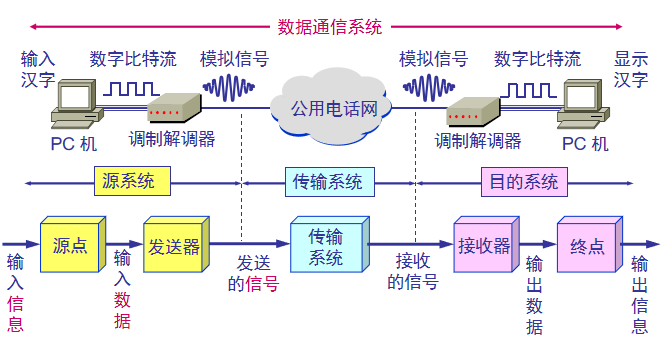 数据通信系统
输入
汉字
数字比特流
模拟信号
模拟信号
数字比特流
显示
汉字
公用电话网
PC 机
调制解调器
调制解调器
PC 机
源系统
传输系统
目的系统
源点
发送器
传输
系统
接收器
终点
输入信息
输入数据
发送
的信号
接收
的信号
输出数据
输出信息